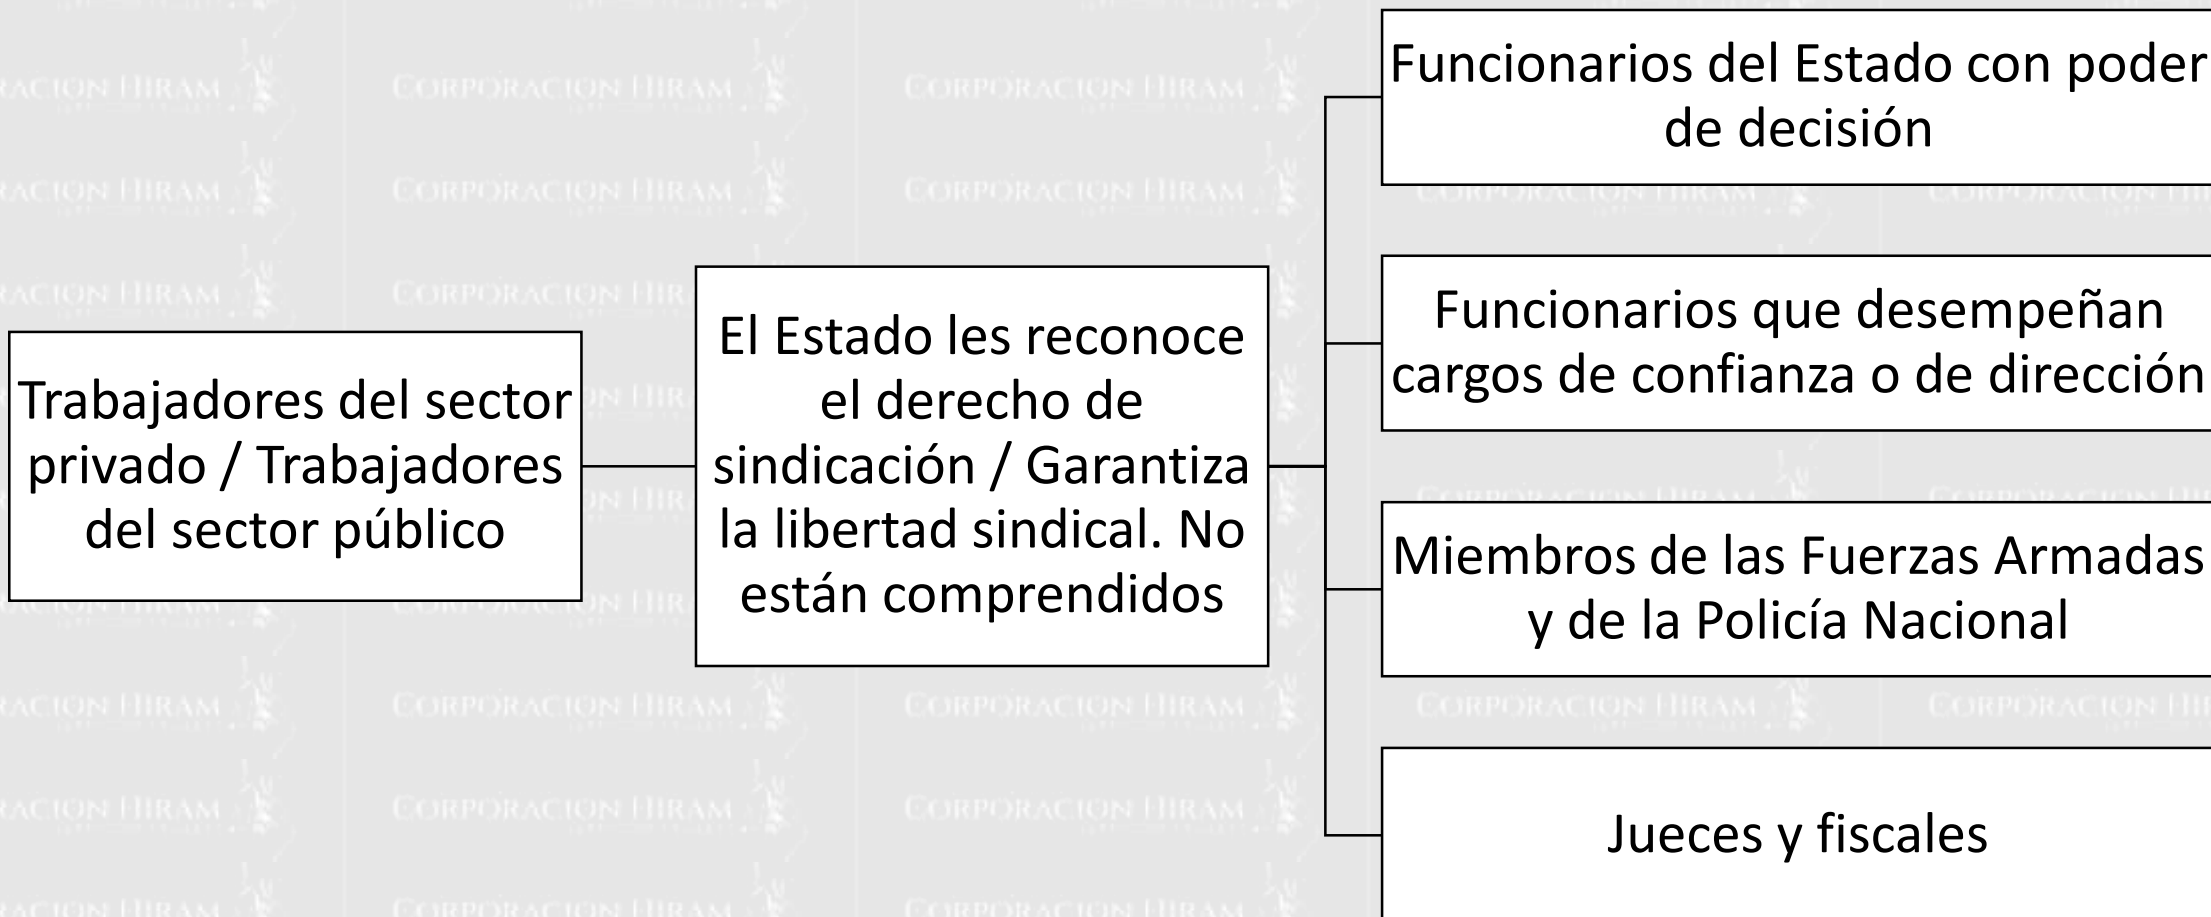 Trabajadores del sector
privado / Trabajadores
del sector público
El Estado les reconoce
el derecho de
sindicación / Garantiza
la libertad sindical. No
están comprendidos
Funcionarios del Estado con poder
de decisión
Funcionarios que desempeñan
cargos de confianza o de dirección
Miembros de las Fuerzas Armadas
y de la Policía Nacional
Jueces y fiscales
CORPORACION HIRAM